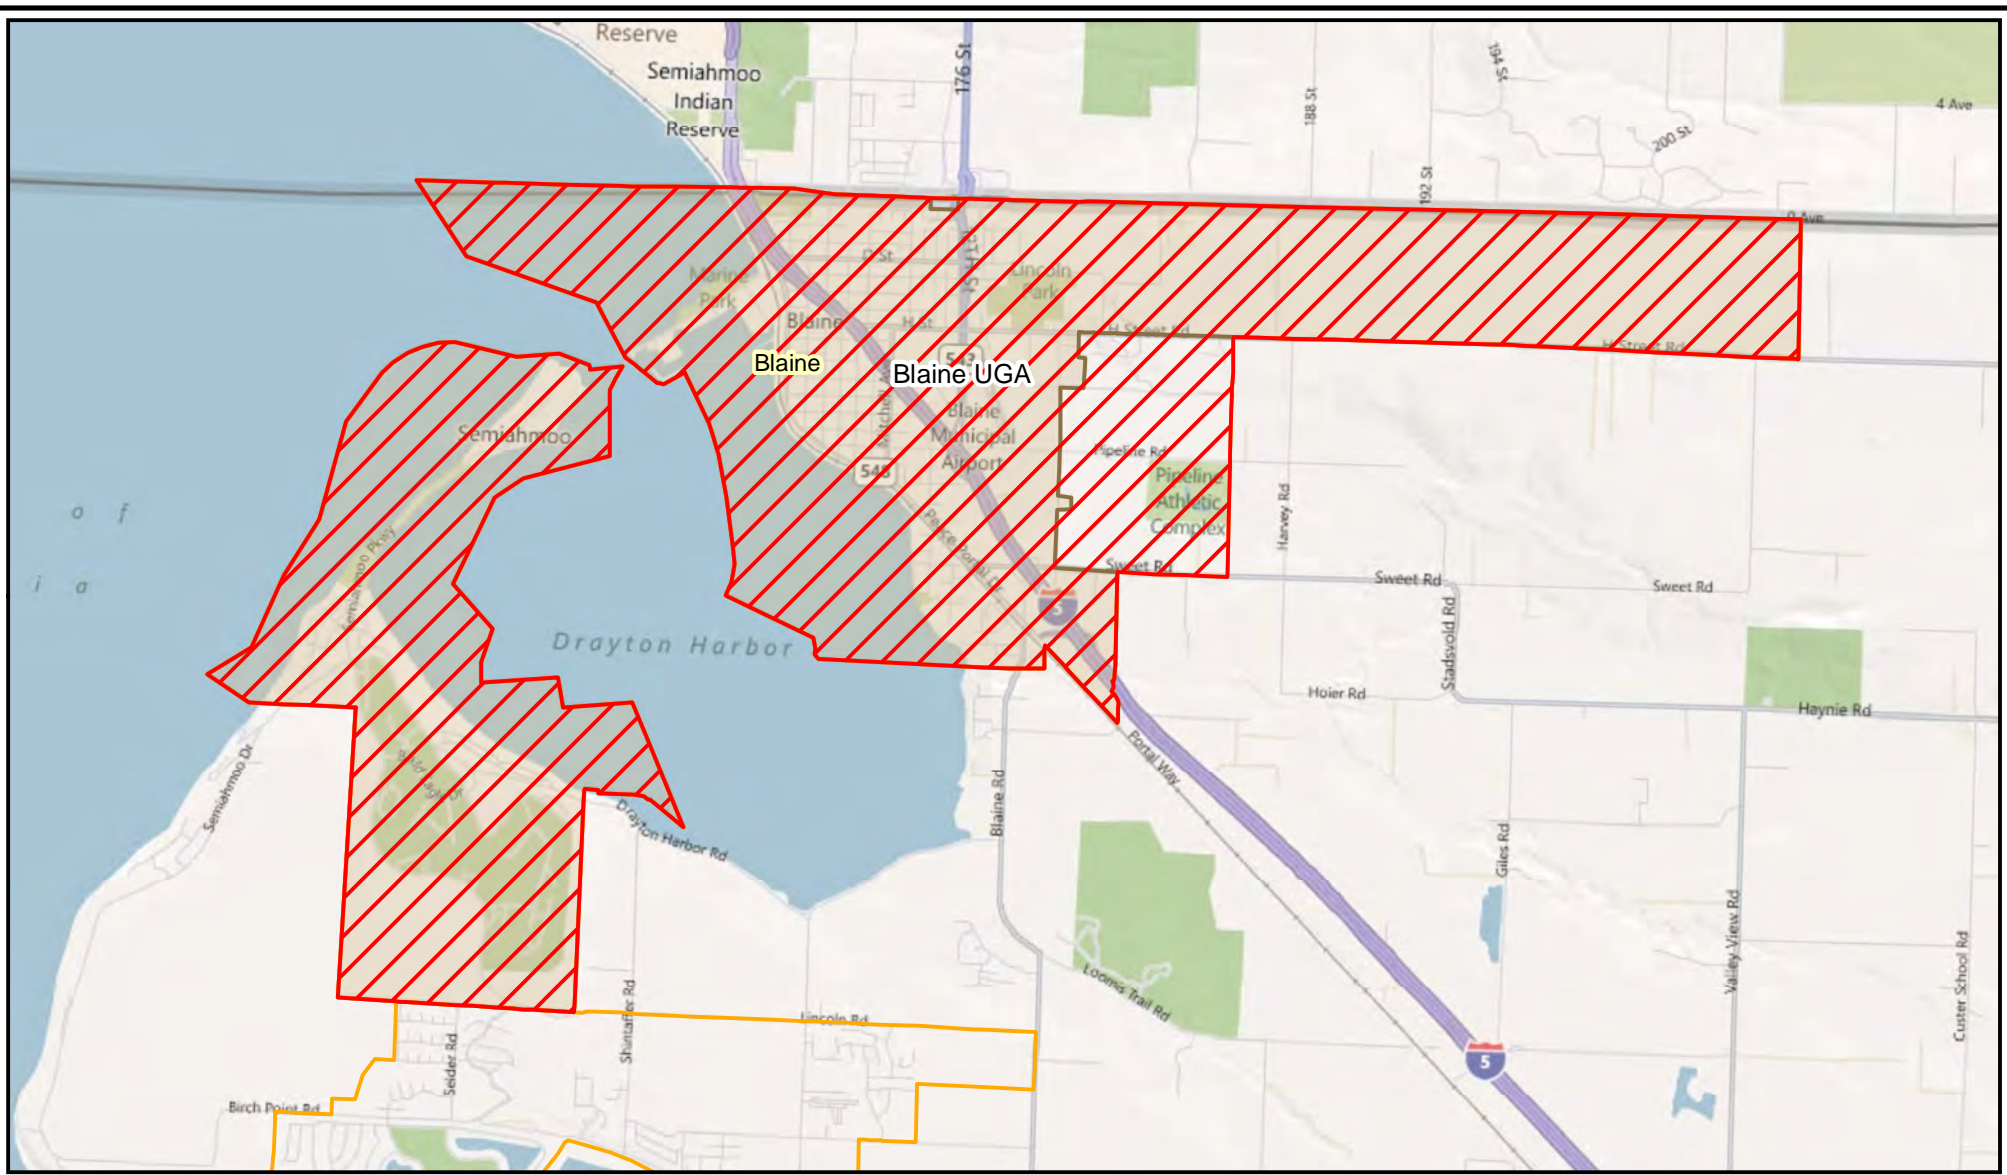 Reserve
Semiahmoo
Indian
Reserve
176 St
188 St
194 St
4 Ave
200 St
192 St
0 Ave
D St
Marine
Park
Lincoln
Park
Blaine
H St
H Street Rd
H Street Rd
543
Blaine
Blaine UGA
Blaine
Municipal
Airport
Semiahmoo
Pipeline Rd
548
Pipeline
Athletic
Complex
Harvey Rd
o f
i a
Semiahmoo Pkwy
Peace Portal Dr
Sweet Rd
Sweet Rd
Sweet Rd
5
Drayton Harbor
Stadsvold Rd
Hoier Rd
Haynie Rd
Semiahmoo Dr
Portal Way
Blaine Rd
Drayton Harbor Rd
Giles Rd
Valley View Rd
Custer School Rd
Loomis Trail Rd
Lincoln Rd
Shintaffer Rd
Seider Rd
5
Birch Point Rd